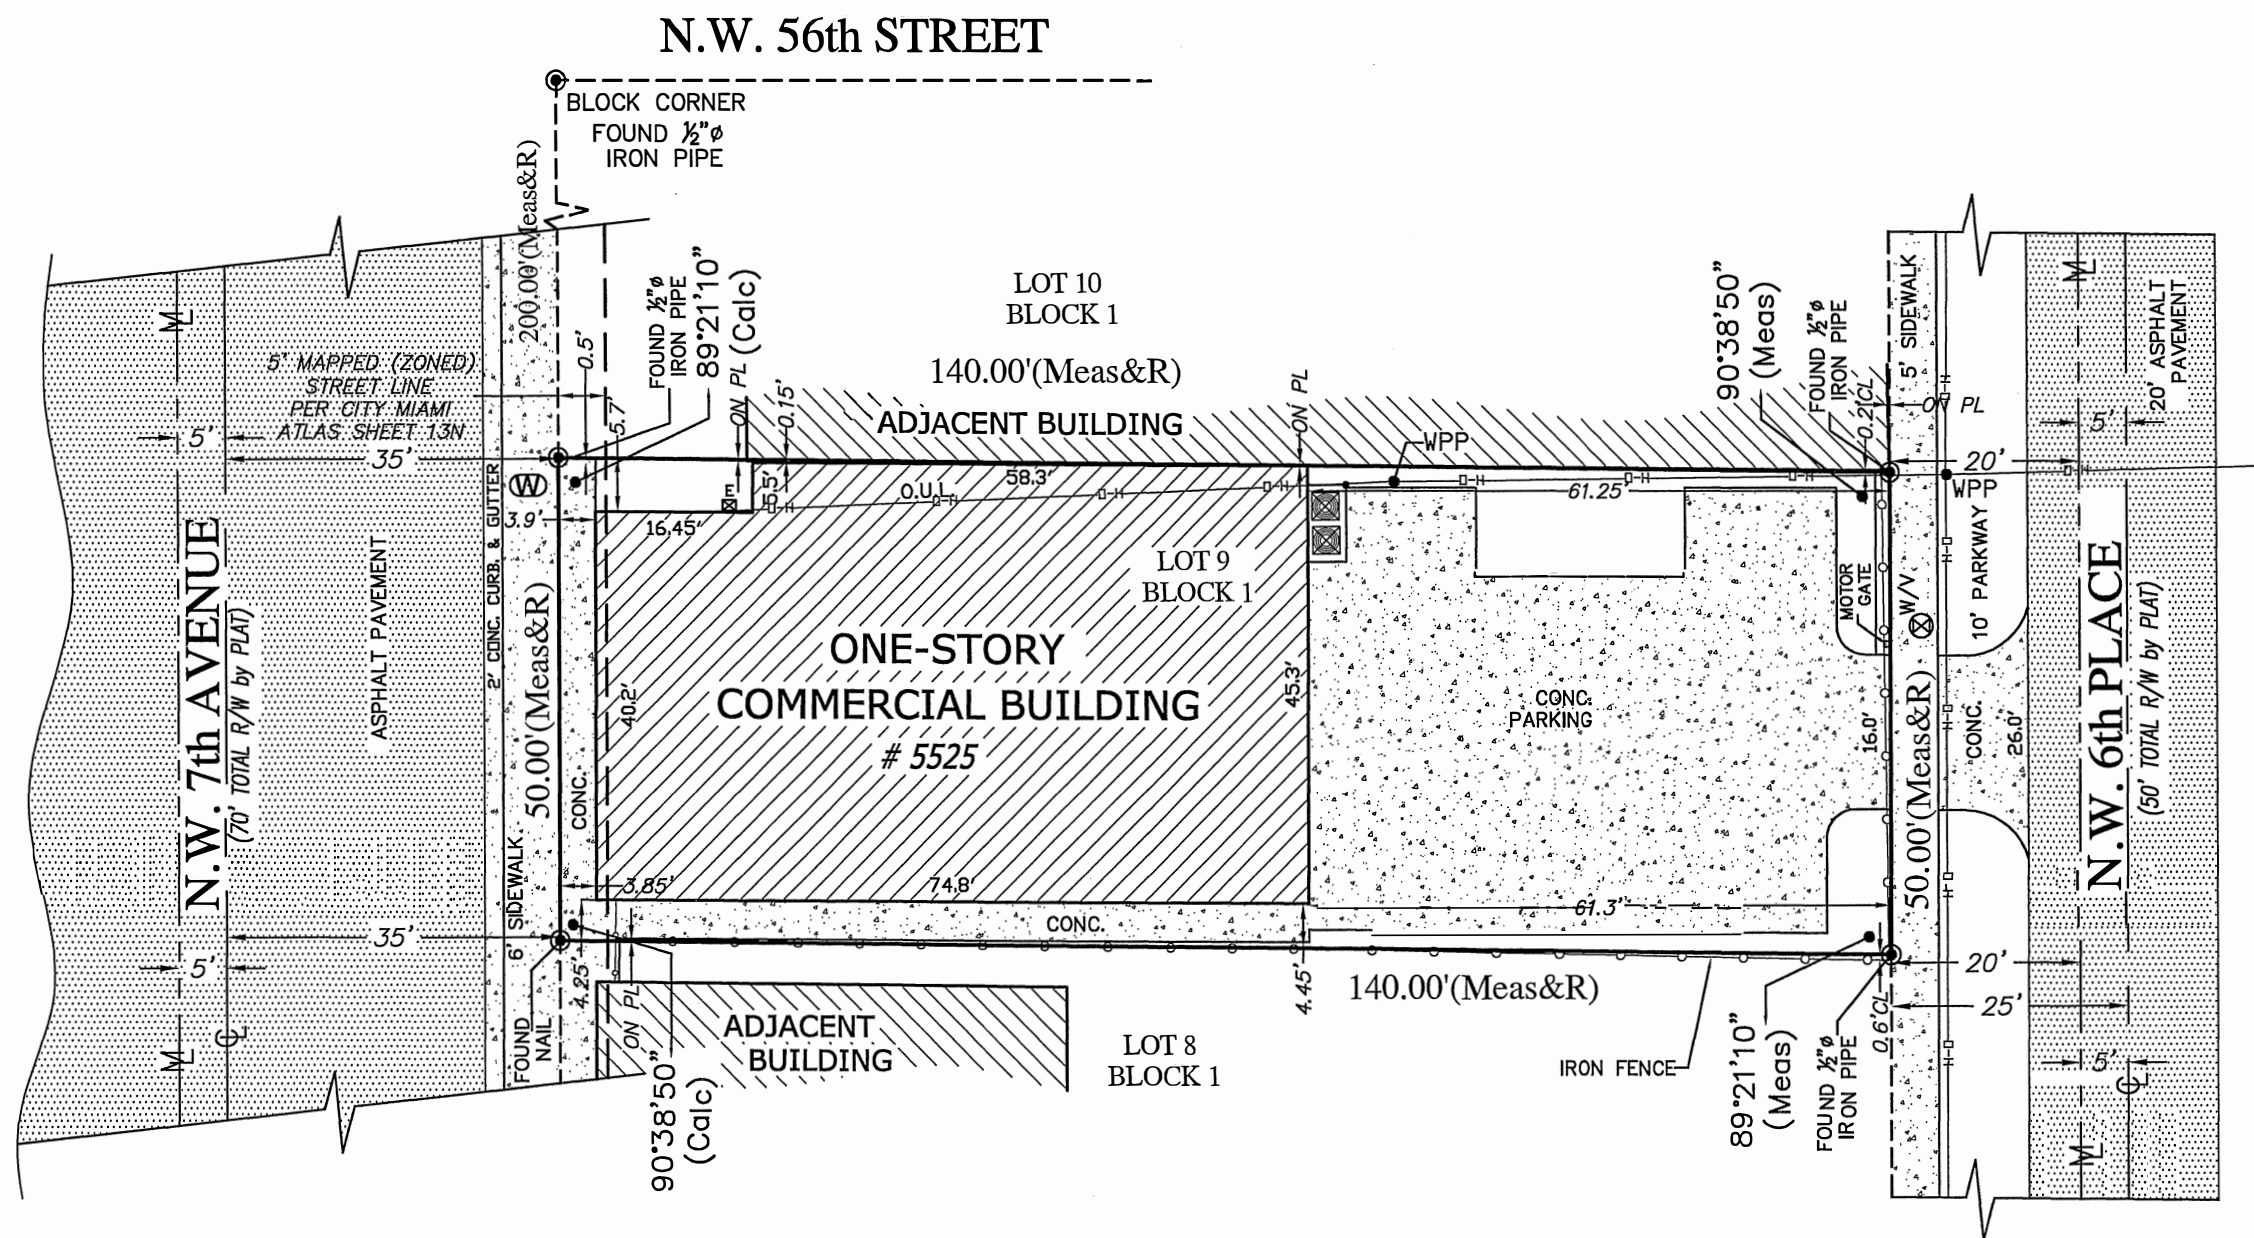 N.W. 56th STREET
BLOCK CORNER
FOUND ½"ø
IRON PIPE
200.00'(Meas&R)
5' MAPPED (ZONED)
STREET LINE
PER CITY MIAMI
ATLAS SHEET 13N
5'
35'
N.W. 7th AVENUE
(70' TOTAL R/W by PLAT)
ASPHALT PAVEMENT
2' CONC. CURB. & GUTTER
6' SIDEWALK
35'
5'
0.5'
FOUND ½"ø
IRON PIPE
89°21'10"
(Calc)
5.7'
ON PL
0.15'
LOT 10
BLOCK 1
140.00'(Meas&R)
ADJACENT BUILDING
ON PL
WPP
90°38'50"
(Meas)
FOUND ½"ø
IRON PIPE
0.2'CL
5' SIDEWALK
ON PL
20' ASPHALT
PAVEMENT
5'
20'
WPP
W
3.9'
E
5.5'
O.U.L
58.3'
61.25'
16.45'
LOT 9
BLOCK 1
ONE-STORY
COMMERCIAL BUILDING
# 5525
40.2'
45.3'
50.00'(Meas&R)
CONC.
CONC.
PARKING
MOTOR
GATE
W/V
10' PARKWAY
16.0'
50.00'(Meas&R)
CONC.
26.0'
N.W. 6th PLACE
(50' TOTAL R/W by PLAT)
3.85'
74.8'
61.3'
CONC.
FOUND
NAIL
4.25'
ON PL
90°38'50"
(Calc)
ADJACENT
BUILDING
4.45'
140.00'(Meas&R)
LOT 8
BLOCK 1
IRON FENCE
89°21'10"
(Meas)
FOUND ½"ø
IRON PIPE
0.6'CL
20'
25'
5'